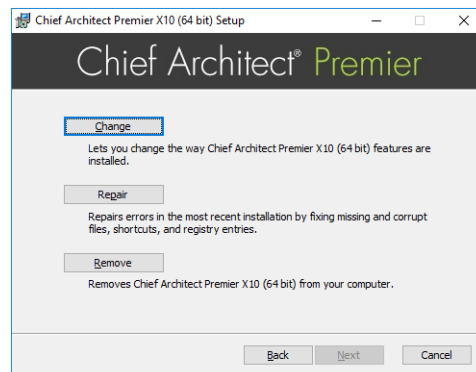 Chief Architect Premier X10 (64 bit) Setup
Chief Architect® Premier
Change
Lets you change the way Chief Architect Premier X10 (64 bit) features are
installed.
Repair
Repairs errors in the most recent installation by fixing missing and corrupt
files, shortcuts, and registry entries.
Remove
Removes Chief Architect Premier X10 (64 bit) from your computer.
Back Next Cancel